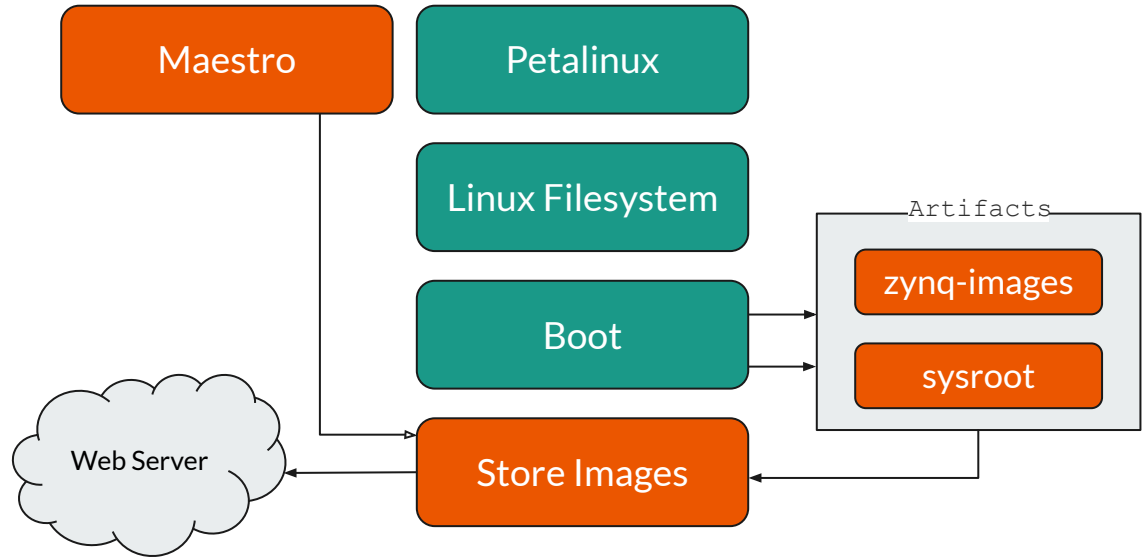 Maestro
Petalinux
Linux Filesystem
Artifacts
zynq-images
Boot
sysroot
Web Server
Store Images